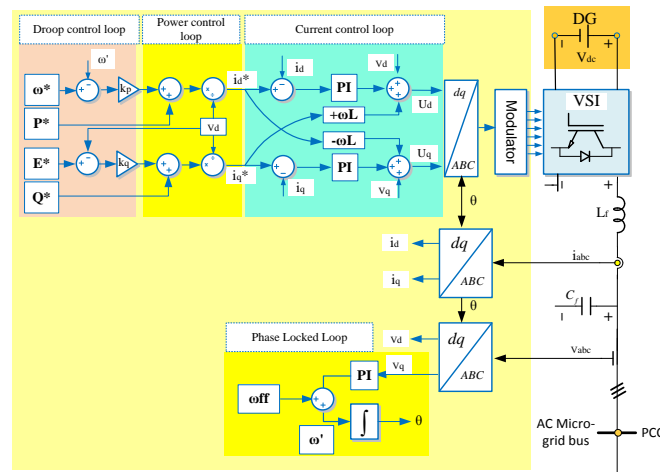 Droop control loop
Power control
loop
Current control loop
DG
Vdc
ω'
id
Vd
ω*
kp
id*
PI
Ud
dq
ABC
Modulator
VSI
P*
+ωL
Vd
-ωL
E*
kq
iq*
PI
Uq
Q*
iq
Vq
θ
Lf
id
dq
iabc
iq
ABC
θ
Cf
Phase Locked Loop
Vd
dq
Vq
ABC
vabc
PI
ωff
∫
θ
ω'
AC Micro-
grid bus
PCC